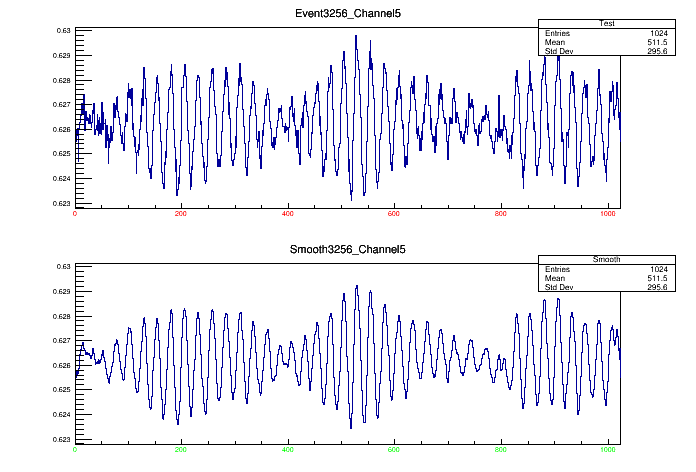 Event3256_Channel5
Test
Entries 1024
Mean 511.5
Std Dev 295.6
0.63
0.629
0.628
0.627
0.626
0.625
0.624
0.623
0 200 400 600 800 1000
Smooth3256_Channel5
Smooth
Entries 1024
Mean 511.5
Std Dev 295.6
0.63
0.629
0.628
0.627
0.626
0.625
0.624
0.623
0 200 400 600 800 1000